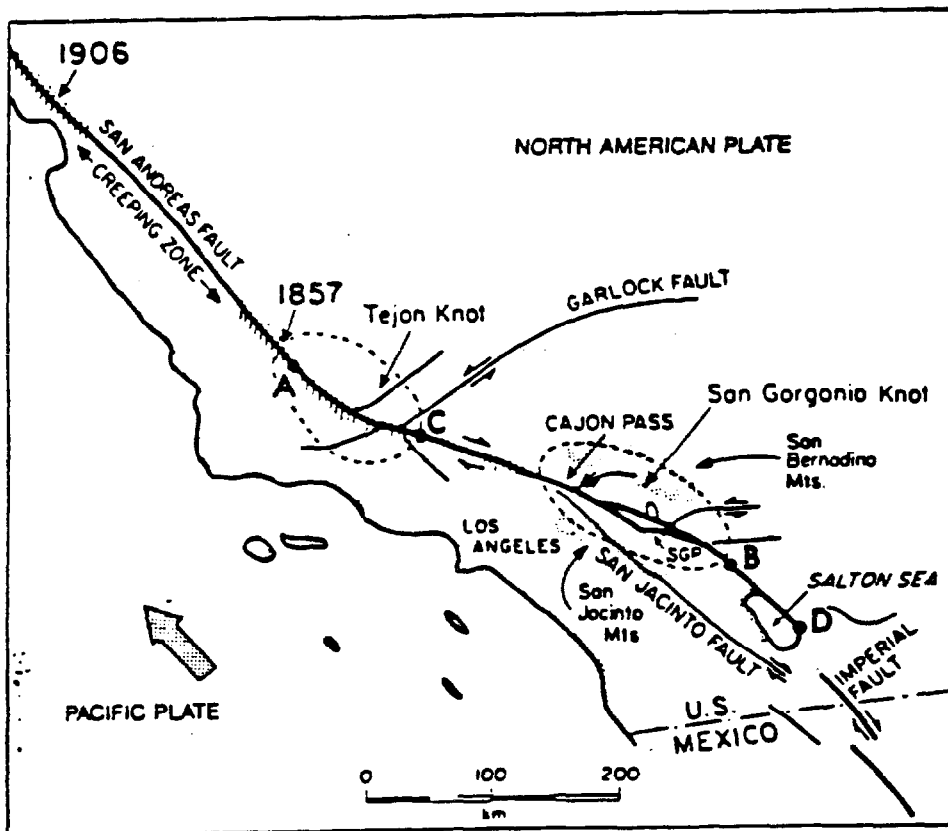 1906
SAN ANDREAS FAULT
CREEPING ZONE
NORTH AMERICAN PLATE
1857
Tejon Knot
GARLOCK FAULT
A
C
San Gorgonio Knot
CAJON PASS
San
Bernadino
Mts.
LOS
ANGELES
SGP
B
San
Jacinto
Mts
SAN JACINTO FAULT
SALTON SEA
D
IMPERIAL
FAULT
PACIFIC PLATE
U.S.
MEXICO
0 100 200
km